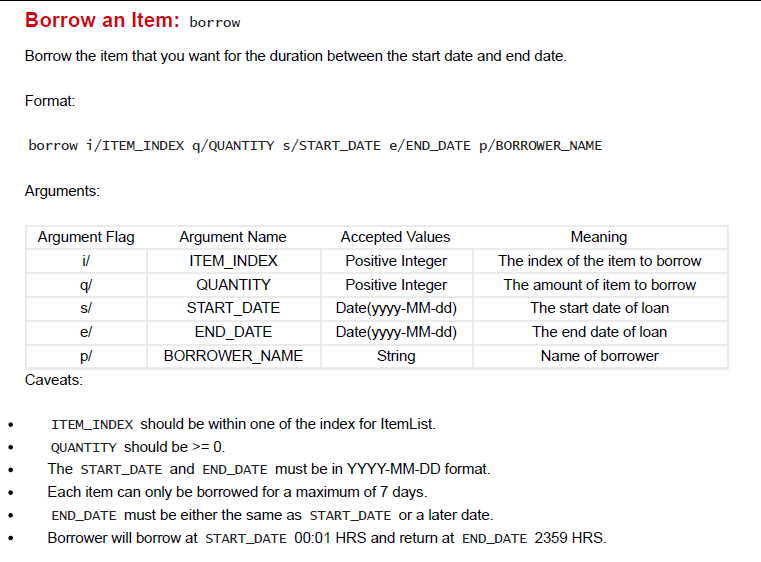 Borrow an Item: borrow
Borrow the item that you want for the duration between the start date and end date.
Format:
borrow i/ITEM_INDEX q/QUANTITY s/START_DATE e/END_DATE p/BORROWER_NAME
Arguments:
Argument Flag Argument Name Accepted Values Meaning
i/ ITEM_INDEX Positive Integer The index of the item to borrow
q/ QUANTITY Positive Integer The amount of item to borrow
s/ START_DATE Date(yyyy-MM-dd) The start date of loan
e/ END_DATE Date(yyyy-MM-dd) The end date of loan
p/ BORROWER_NAME String Name of borrower
Caveats:
• ITEM_INDEX should be within one of the index for ItemList.
• QUANTITY should be >= 0.
• The START_DATE and END_DATE must be in YYYY-MM-DD format.
• Each item can only be borrowed for a maximum of 7 days.
• END_DATE must be either the same as START_DATE or a later date.
• Borrower will borrow at START_DATE 00:01 HRS and return at END_DATE 2359 HRS.